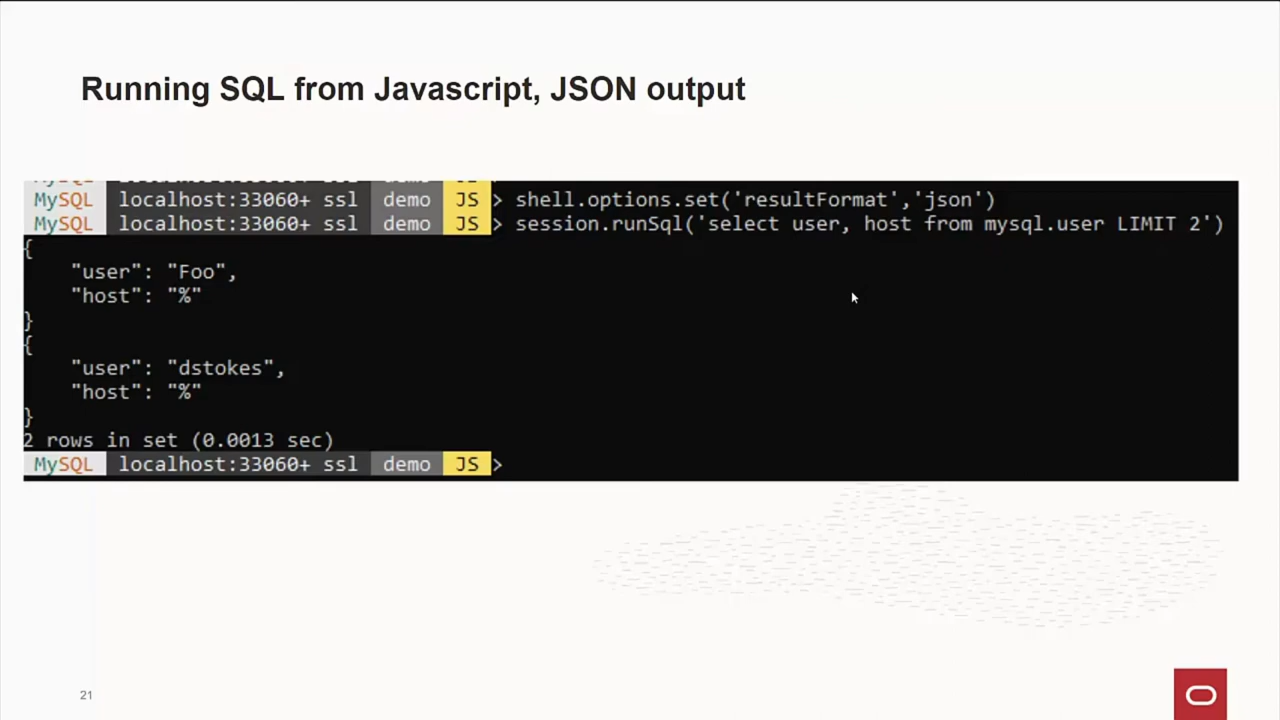 Running SQL from Javascript, JSON output
MySQL localhost:33060+ ssl demo JS > shell.options.set('resultFormat','json')
MySQL localhost:33060+ ssl demo JS > session.runSql('select user, host from mysql.user LIMIT 2')
{
"user": "Foo",
"host": "%"
}
{
"user": "dstokes",
"host": "%"
}
2 rows in set (0.0013 sec)
MySQL localhost:33060+ ssl demo JS >
21